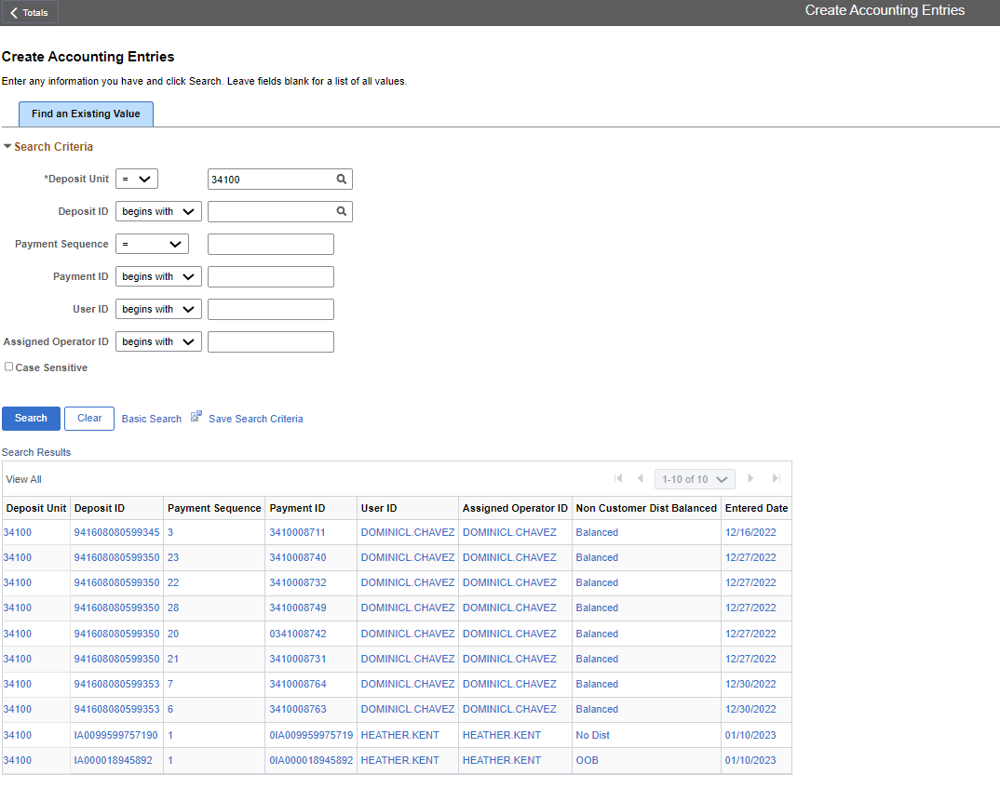 Totals
Create Accounting Entries
Create Accounting Entries
Enter any information you have and click Search. Leave fields blank for a list of all values.
Find an Existing Value
Search Criteria
*Deposit Unit = 34100
Deposit ID begins with
Payment Sequence =
Payment ID begins with
User ID begins with
Assigned Operator ID begins with
Case Sensitive
Search Clear Basic Search Save Search Criteria
Search Results
View All 1-10 of 10
Deposit Unit Deposit ID Payment Sequence Payment ID User ID Assigned Operator ID Non Customer Dist Balanced Entered Date
34100 941608080599345 3 3410008711 DOMINICL.CHAVEZ DOMINICL.CHAVEZ Balanced 12/16/2022
34100 941608080599350 23 3410008740 DOMINICL.CHAVEZ DOMINICL.CHAVEZ Balanced 12/27/2022
34100 941608080599350 22 3410008732 DOMINICL.CHAVEZ DOMINICL.CHAVEZ Balanced 12/27/2022
34100 941608080599350 28 3410008749 DOMINICL.CHAVEZ DOMINICL.CHAVEZ Balanced 12/27/2022
34100 941608080599350 20 0341008742 DOMINICL.CHAVEZ DOMINICL.CHAVEZ Balanced 12/27/2022
34100 941608080599350 21 3410008731 DOMINICL.CHAVEZ DOMINICL.CHAVEZ Balanced 12/27/2022
34100 941608080599353 7 3410008764 DOMINICL.CHAVEZ DOMINICL.CHAVEZ Balanced 12/30/2022
34100 941608080599353 6 3410008763 DOMINICL.CHAVEZ DOMINICL.CHAVEZ Balanced 12/30/2022
34100 IA0099599757190 1 0IA009959975719 HEATHER.KENT HEATHER.KENT No Dist 01/10/2023
34100 IA000018945892 1 0IA000018945892 HEATHER.KENT HEATHER.KENT OOB 01/10/2023